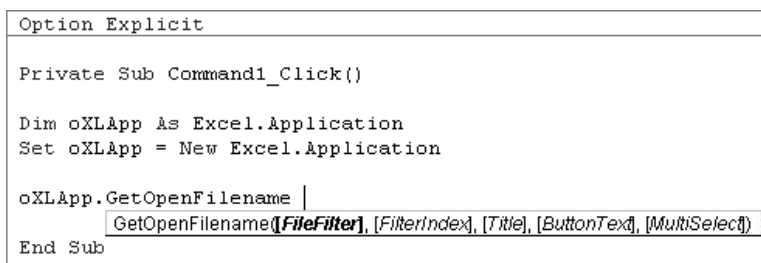 Option Explicit
Private Sub Command1_Click()
Dim oXLApp As Excel.Application
Set oXLApp = New Excel.Application
oXLApp.GetOpenFilename
GetOpenFilename([FileFilter], [FilterIndex], [Title], [ButtonText], [MultiSelect])
End Sub